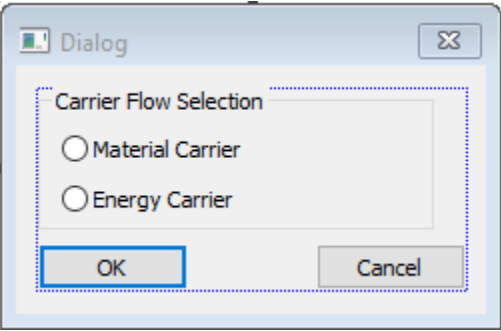 Dialog
Carrier Flow Selection
Material Carrier
Energy Carrier
OK
Cancel